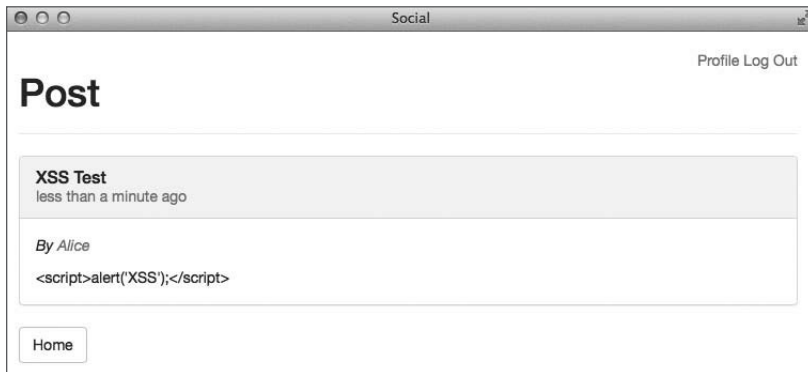 Social
Profile Log Out
Post
XSS Test
less than a minute ago
By Alice
<script>alert('XSS');</script>
Home